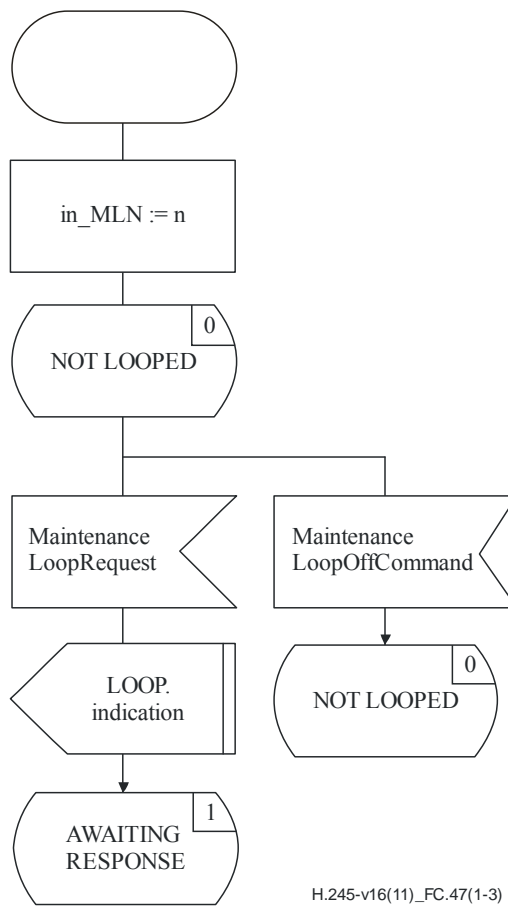 in_MLN := n
0
NOT LOOPED
Maintenance
LoopRequest
Maintenance
LoopOffCommand
LOOP.
indication
0
NOT LOOPED
1
AWAITING
RESPONSE
H.245-v16(11)_FC.47(1-3)